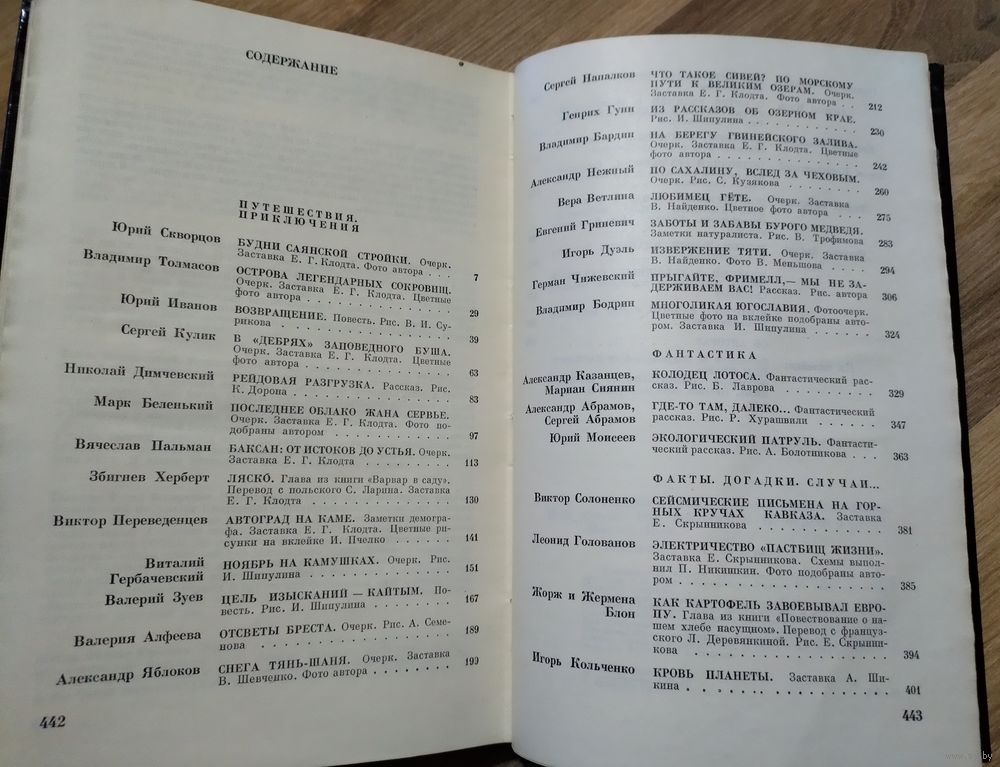 СОДЕРЖАНИЕ
ПУТЕШЕСТВИЯ.
ПРИКЛЮЧЕНИЯ
Юрий Скворцов БУДНИ САЯНСКОЙ СТРОЙКИ. Очерк.
Заставка Е. Г. Клодта. Фото автора . . 7
Владимир Толмасов ОСТРОВА ЛЕГЕНДАРНЫХ СОКРОВИЩ.
Очерк. Заставка Е. Г. Клодта. Цветные
фото автора . . . . . . . . . . 29
Юрий Иванов ВОЗВРАЩЕНИЕ. Повесть. Рис. В. И. Су-
рикова . . . . . . . . . . 39
Сергей Кулик В «ДЕБРЯХ» ЗАПОВЕДНОГО БУША.
Очерк. Заставка Е. Г. Клодта. Цветные
фото автора . . . . . . . . . . 63
Николай Димчевский РЕЙДОВАЯ РАЗГРУЗКА. Рассказ. Рис.
К. Дорона . . . . . . . . . . 83
Марк Беленький ПОСЛЕДНЕЕ ОБЛАКО ЖАНА СЕРВЬЕ.
Очерк. Заставка Е. Г. Клодта. Фото по-
добраны автором . . . . . . . . 97
Вячеслав Пальман БАКСАН: ОТ ИСТОКОВ ДО УСТЬЯ. Очерк.
Заставка Е. Г. Клодта . . . . . . 113
Збигнев Херберт ЛЯСКО. Глава из книги «Варвар в саду».
Перевод с польского С. Ларина. Заставка
Е. Г. Клодта . . . . . . . . . 130
Виктор Переведенцев АВТОГРАД НА КАМЕ. Заметки демогра-
фа. Заставка Е. Г. Клодта. Цветные ри-
сунки на вклейке И. Пчелко . . . . 141
Виталий
Гербачевский НОЯБРЬ НА КАМУШКАХ. Очерк. Рис.
И. Шипулина . . . . . . . . . 151
Валерий Зуев ЦЕЛЬ ИЗЫСКАНИЙ — КАЙТЫМ. По-
весть. Рис. И. Шипулина . . . . . 167
Валерия Алфеева ОТСВЕТЫ БРЕСТА. Очерк. Рис. А. Семе-
нова . . . . . . . . . . 189
Александр Яблоков СНЕГА ТЯНЬ-ШАНЯ. Очерк. Заставка
В. Шевченко. Фото автора . . . . . 199
442
Сергей Напалков ЧТО ТАКОЕ СИВЕЙ? ПО МОРСКОМУ
ПУТИ К ВЕЛИКИМ ОЗЕРАМ. Очерк.
Заставка Е. Г. Клодта. Фото автора . . 212
Генрих Гунн ИЗ РАССКАЗОВ ОБ ОЗЕРНОМ КРАЕ.
Рис. И. Шипулина . . . . . . . . 230
Владимир Бардин НА БЕРЕГУ ГВИНЕЙСКОГО ЗАЛИВА.
Очерк. Заставка Е. Г. Клодта. Цветные
фото автора . . . . . . . . . . 242
Александр Нежный ПО САХАЛИНУ, ВСЛЕД ЗА ЧЕХОВЫМ.
Очерк. Рис. С. Кузякова . . . . . . 260
Вера Ветлина ЛЮБИМЕЦ ГЁТЕ. Очерк. Заставка
В. Найденко. Цветное фото автора . . . 275
Евгений Гриневич ЗАБОТЫ И ЗАБАВЫ БУРОГО МЕДВЕДЯ.
Заметки натуралиста. Рис. В. Трофимова 283
Игорь Дуэль ИЗВЕРЖЕНИЕ ТЯТИ. Очерк. Заставка
В. Найденко. Фото В. Меньшова . . . 294
Герман Чижевский ПРЫГАЙТЕ, ФРИМЕЛЛ,— МЫ НЕ ЗА-
ДЕРЖИВАЕМ ВАС! Рассказ. Рис. автора 306
Владимир Бодрин МНОГОЛИКАЯ ЮГОСЛАВИЯ. Фотоочерк.
Цветные фото на вклейке подобраны авто-
ром. Заставка И. Шипулина . . . . . 324
ФАНТАСТИКА
Александр Казанцев,
Мариан Сиянин КОЛОДЕЦ ЛОТОСА. Фантастический рас-
сказ. Рис. Б. Лаврова . . . . . . . 329
Александр Абрамов,
Сергей Абрамов ГДЕ-ТО ТАМ, ДАЛЕКО... Фантастический
рассказ. Рис. Р. Хурашвили . . . . . 347
Юрий Моисеев ЭКОЛОГИЧЕСКИЙ ПАТРУЛЬ. Фантасти-
ческий рассказ. Рис. А. Болотникова . . . 363
ФАКТЫ. ДОГАДКИ. СЛУЧАИ...
Виктор Солоненко СЕЙСМИЧЕСКИЕ ПИСЬМЕНА НА ГОР-
НЫХ КРУЧАХ КАВКАЗА. Заставка
Е. Скрынникова . . . . . . . . . 381
Леонид Голованов ЭЛЕКТРИЧЕСТВО «ПАСТБИЩ ЖИЗНИ».
Заставка Е. Скрынникова. Схемы выпол-
нил П. Никишкин. Фото подобраны авто-
ром . . . . . . . . . . 385
Жорж и Жермена
Блон КАК КАРТОФЕЛЬ ЗАВОЕВЫВАЛ ЕВРО-
ПУ. Глава из книги «Повествование о на-
шем хлебе насущном». Перевод с француз-
ского Л. Деревянкиной. Рис. Е. Скрынни-
кова . . . . . . . . . . 394
Игорь Кольченко КРОВЬ ПЛАНЕТЫ. Заставка А. Ши-
кина . . . . . . . . . . 401
443